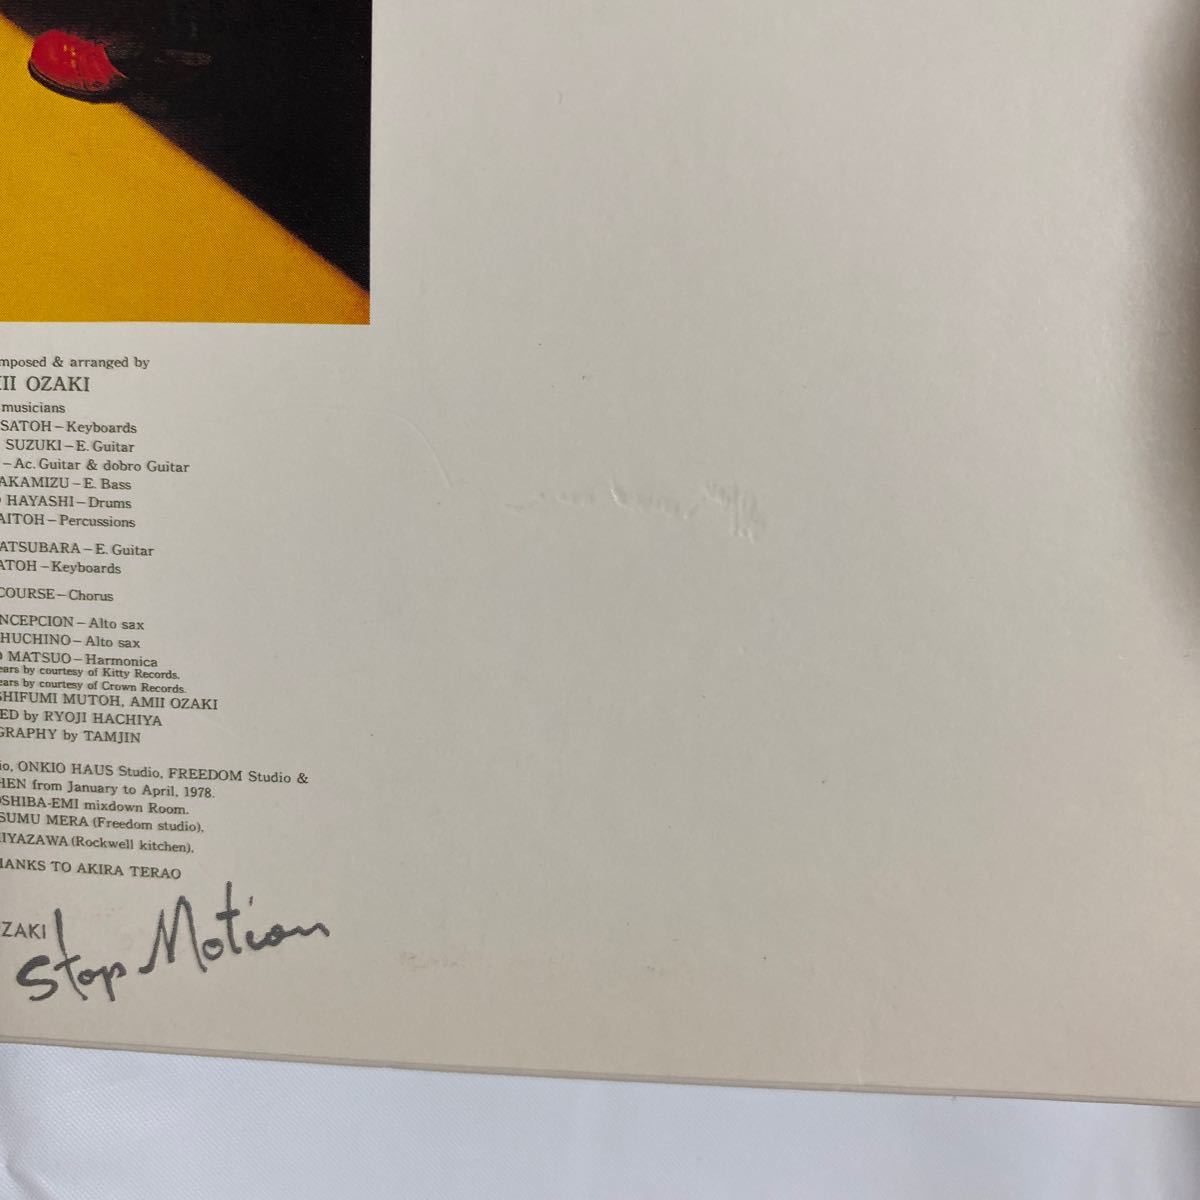 mposed & arranged by
II OZAKI
musicians
SATOH–Keyboards
SUZUKI–E. Guitar
–Ac. Guitar & dobro Guitar
AKAMIZU–E. Bass
HAYASHI–Drums
AITOH–Percussions
ATSUBARA–E. Guitar
ATOH–Keyboards
COURSE–Chorus
NCEPCION–Alto sax
HUCHINO–Alto sax
MATSUO–Harmonica
ears by courtesy of Kitty Records.
ears by courtesy of Crown Records.
SHIFUMI MUTOH, AMII OZAKI
ED by RYOJI HACHIYA
GRAPHY by TAMJIN
io, ONKIO HAUS Studio, FREEDOM Studio &
HEN from January to April, 1978.
OSHIBA-EMI mixdown Room.
SUMU MERA (Freedom studio),
IYAZAWA (Rockwell kitchen).
HANKS TO AKIRA TERAO
ZAKI
Stop Motion